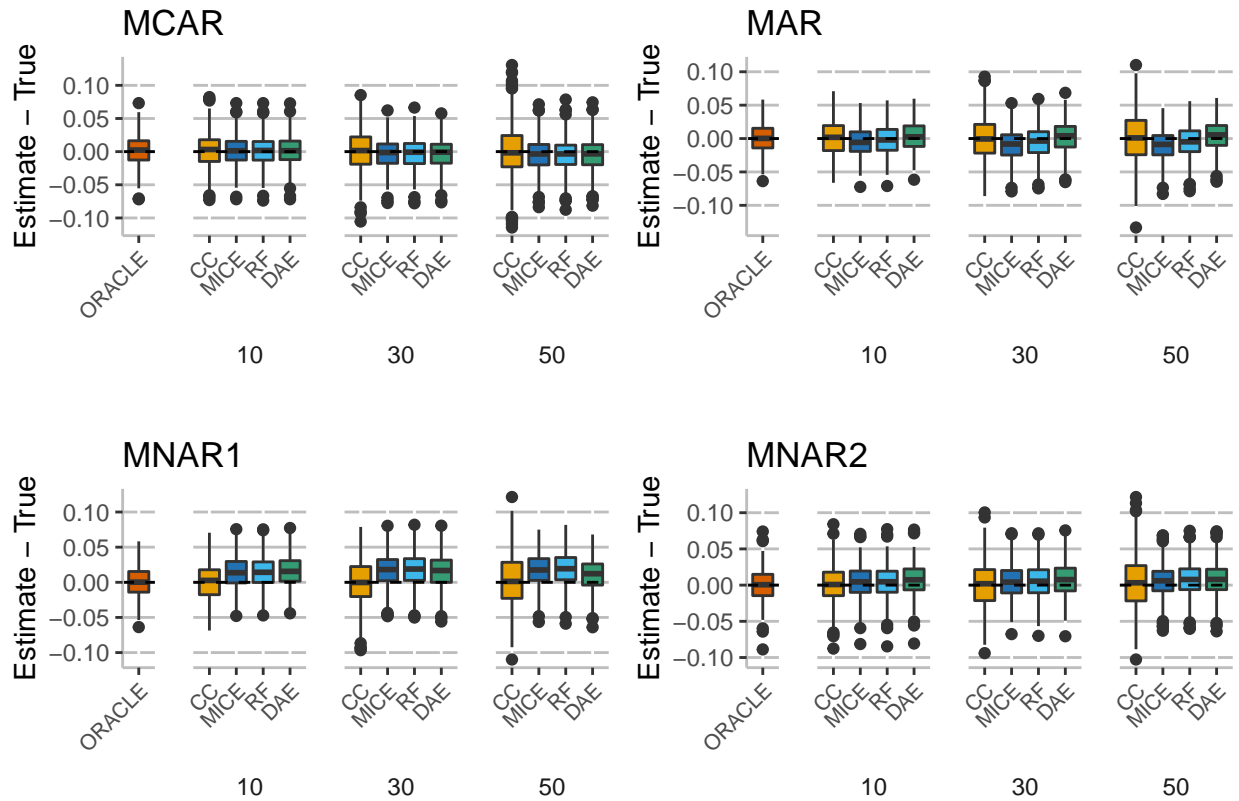 MCAR
Estimate − True
0.10
0.05
0.00
−0.05
−0.10
ORACLE
CC
MICE
RF
DAE
CC
MICE
RF
DAE
CC
MICE
RF
DAE
10
30
50
MAR
Estimate − True
0.10
0.05
0.00
−0.05
−0.10
ORACLE
CC
MICE
RF
DAE
CC
MICE
RF
DAE
CC
MICE
RF
DAE
10
30
50
MNAR1
Estimate − True
0.10
0.05
0.00
−0.05
−0.10
ORACLE
CC
MICE
RF
DAE
CC
MICE
RF
DAE
CC
MICE
RF
DAE
10
30
50
MNAR2
Estimate − True
0.10
0.05
0.00
−0.05
−0.10
ORACLE
CC
MICE
RF
DAE
CC
MICE
RF
DAE
CC
MICE
RF
DAE
10
30
50